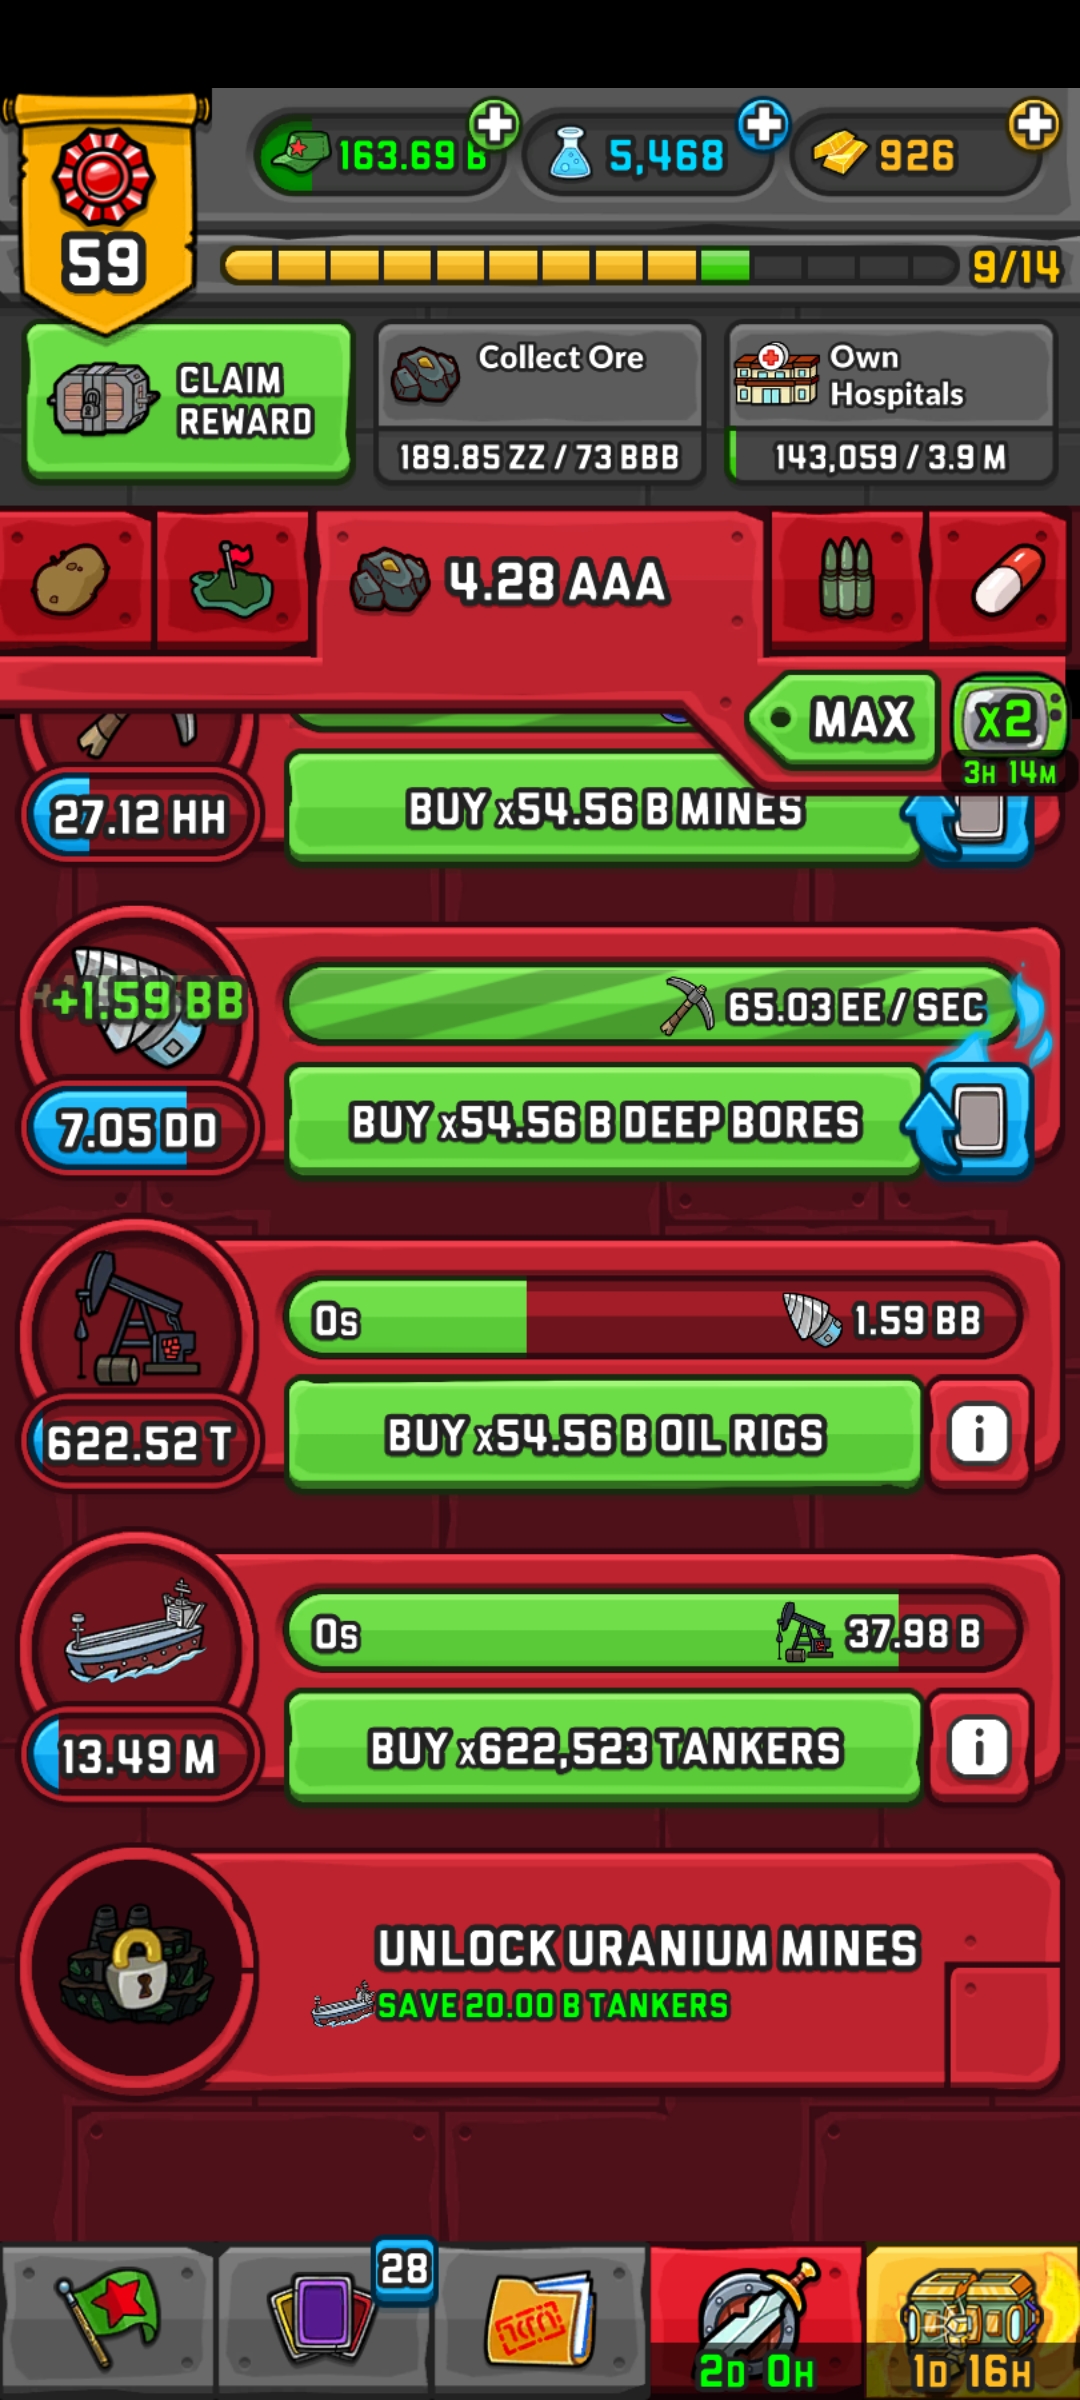 163.69 B
5,468
926
59
9/14
CLAIM
REWARD
Collect Ore
189.85 ZZ / 73 BBB
Own
Hospitals
143,059 / 3.9 M
4.28 AAA
MAX
x2
3H 14M
27.12 HH
BUY x54.56 B MINES
+1.59 BB
65.03 EE / SEC
7.05 DD
BUY x54.56 B DEEP BORES
0s
1.59 BB
622.52 T
BUY x54.56 B OIL RIGS
i
0s
37.98 B
13.49 M
BUY x622,523 TANKERS
i
UNLOCK URANIUM MINES
SAVE 20.00 B TANKERS
28
2D 0H
1D 16H